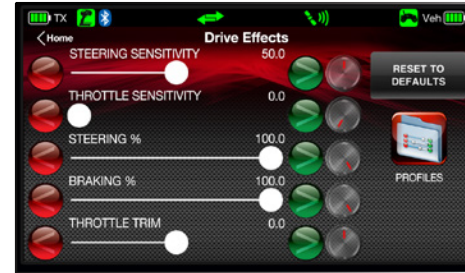 TX Veh
Home Drive Effects
STEERING SENSITIVITY 50.0
THROTTLE SENSITIVITY 0.0
RESET TO
DEFAULTS
STEERING % 100.0
BRAKING % 100.0
PROFILES
THROTTLE TRIM 0.0